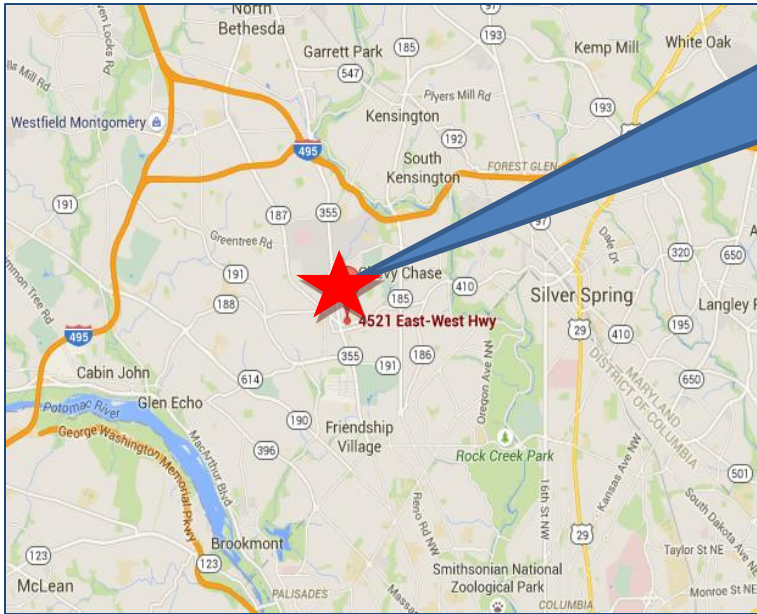 North
Bethesda
97
Garrett Park
185
193
Kemp Mill
White Oak
547
Plyers Mill Rd
Westfield Montgomery
Kensington
193
192
495
South
Kensington
FOREST GLEN
191
187
355
97
Dale Dr
Greentree Rd
320
650
191
Chevy Chase
410
185
Silver Spring
188
4521 East-West Hwy
Langley
495
29
410
195
355
186
191
650
Cabin John
614
Oregon Ave NW
MARYLAND
DISTRICT OF COLUMBIA
Potomac River
Glen Echo
190
Friendship
Village
George Washington Memorial Pkwy
MacArthur Blvd
396
Rock Creek Park
Kansas Ave NW
501
16th St NW
South Dakota Ave NE
Reno Rd NW
29
123
Brookmont
Taylor St NE
123
Smithsonian National
Zoological Park
McLean
PALISADES
Monroe St NE
COLUMBIA